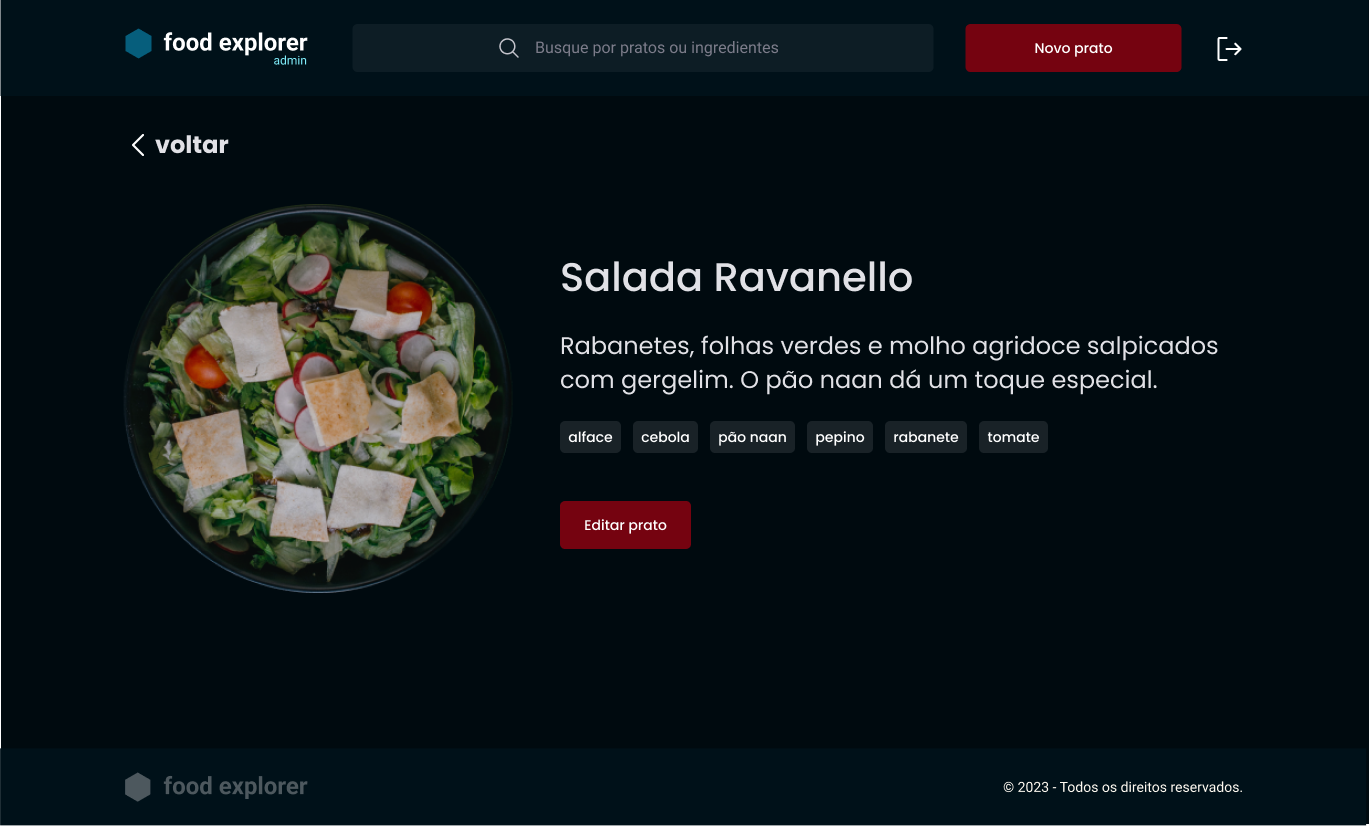 food explorer
admin
Busque por pratos ou ingredientes
Novo prato
voltar
Salada Ravanello
Rabanetes, folhas verdes e molho agridoce salpicados
com gergelim. O pão naan dá um toque especial.
alface cebola pão naan pepino rabanete tomate
Editar prato
food explorer
© 2023 - Todos os direitos reservados.